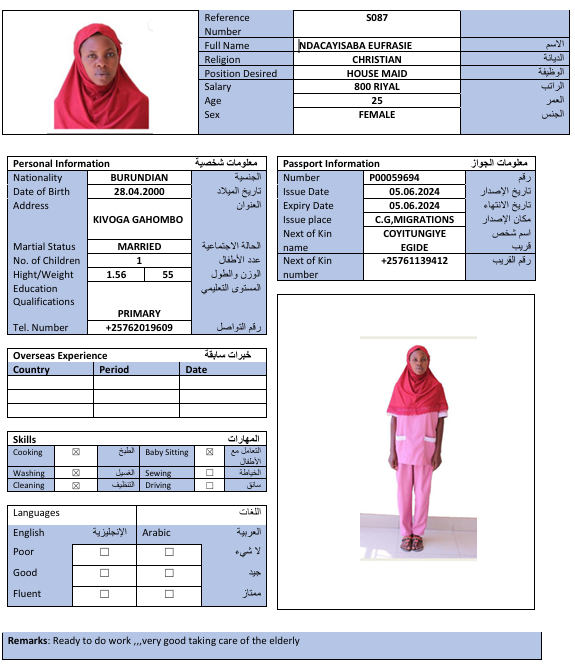 Reference Number S087
Full Name NDACAYISABA EUFRASIE الاسم
Religion CHRISTIAN الديانة
Position Desired HOUSE MAID الوظيفة
Salary 800 RIYAL الراتب
Age 25 العمر
Sex FEMALE الجنس
Personal Information معلومات شخصية
Nationality BURUNDIAN الجنسية
Date of Birth 28.04.2000 تاريخ الميلاد
Address KIVOGA GAHOMBO العنوان
Martial Status MARRIED الحالة الاجتماعية
No. of Children 1 عدد الأطفال
Hight/Weight 1.56 55 الوزن والطول
Education Qualifications PRIMARY المستوى التعليمي
Tel. Number +25762019609 رقم التواصل
Passport Information معلومات الجواز
Number P00059694 رقم
Issue Date 05.06.2024 تاريخ الإصدار
Expiry Date 05.06.2024 تاريخ الانتهاء
Issue place C.G,MIGRATIONS مكان الإصدار
Next of Kin name COYITUNGIYE EGIDE اسم شخص قريب
Next of Kin number +25761139412 رقم القريب
Overseas Experience خبرات سابقة
Country Period Date
Skills المهارات
Cooking ☒ الطبخ Baby Sitting ☒ التعامل مع الأطفال
Washing ☒ الغسيل Sewing ☐ الخياطة
Cleaning ☒ التنظيف Driving ☐ سائق
Languages اللغات
English الإنجليزية Arabic العربية
Poor ☐ ☐ لا شيء
Good ☐ ☐ جيد
Fluent ☐ ☐ ممتاز
Remarks: Ready to do work ,,,very good taking care of the elderly